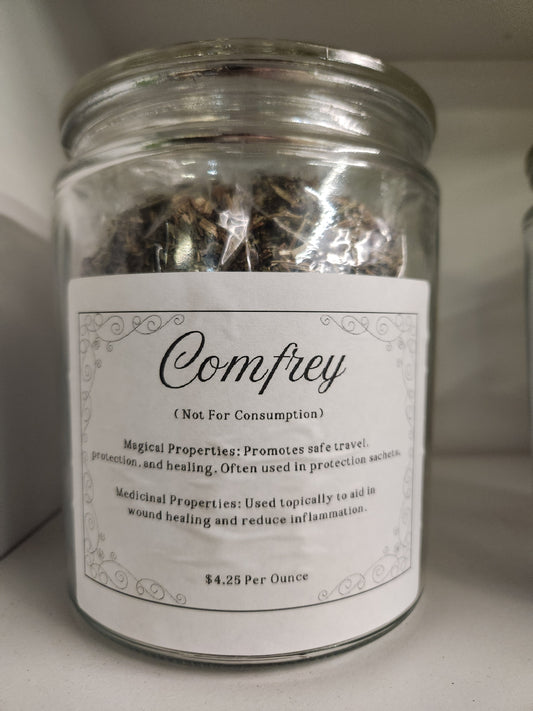 Comfrey
(Not For Consumption)
Magical Properties: Promotes safe travel,
protection, and healing. Often used in protection sachets.
Medicinal Properties: Used topically to aid in
wound healing and reduce inflammation.
$4.25 Per Ounce